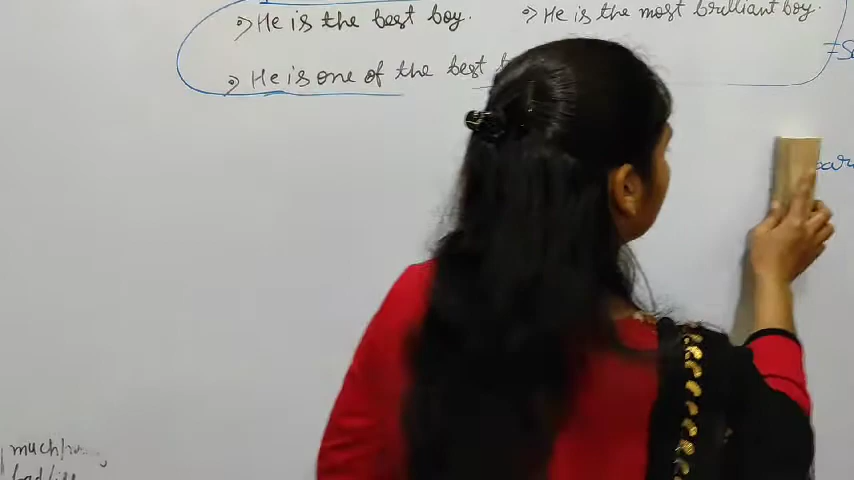 → He is the best boy.
→ He is the most brilliant boy.
→ He is one of the best
much/